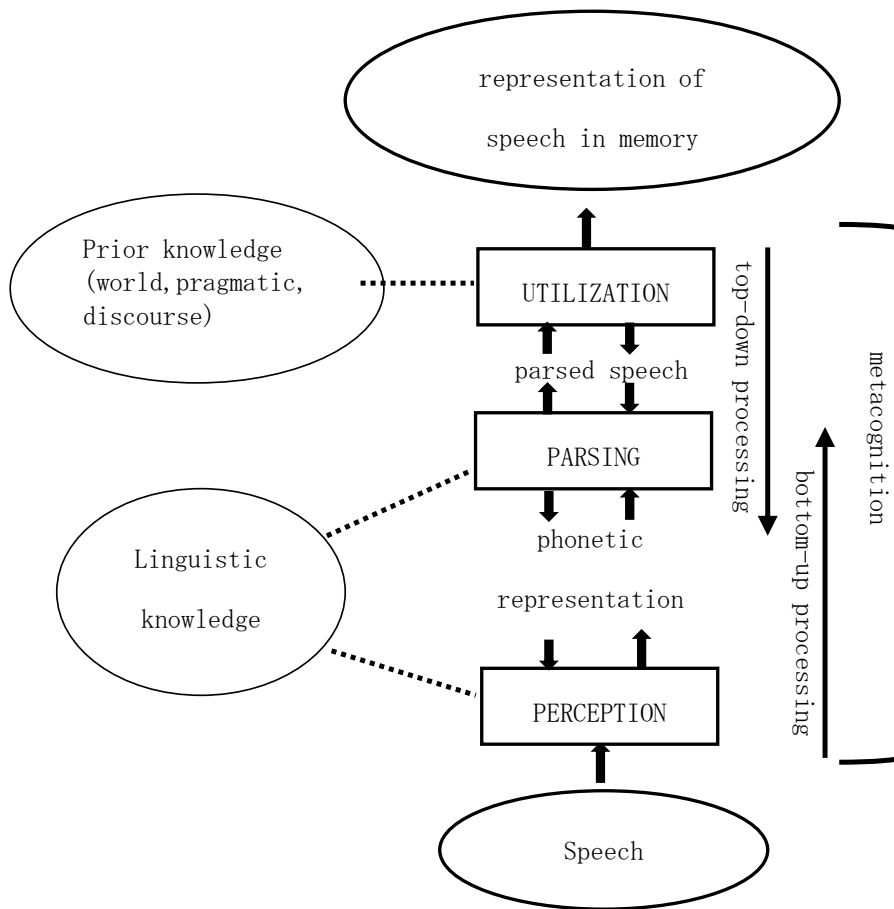 representation of
speech in memory
Prior knowledge
(world,pragmatic,
discourse)
UTILIZATION
parsed speech
PARSING
phonetic
representation
Linguistic
knowledge
PERCEPTION
Speech
top-down processing
bottom-up processing
metacognition